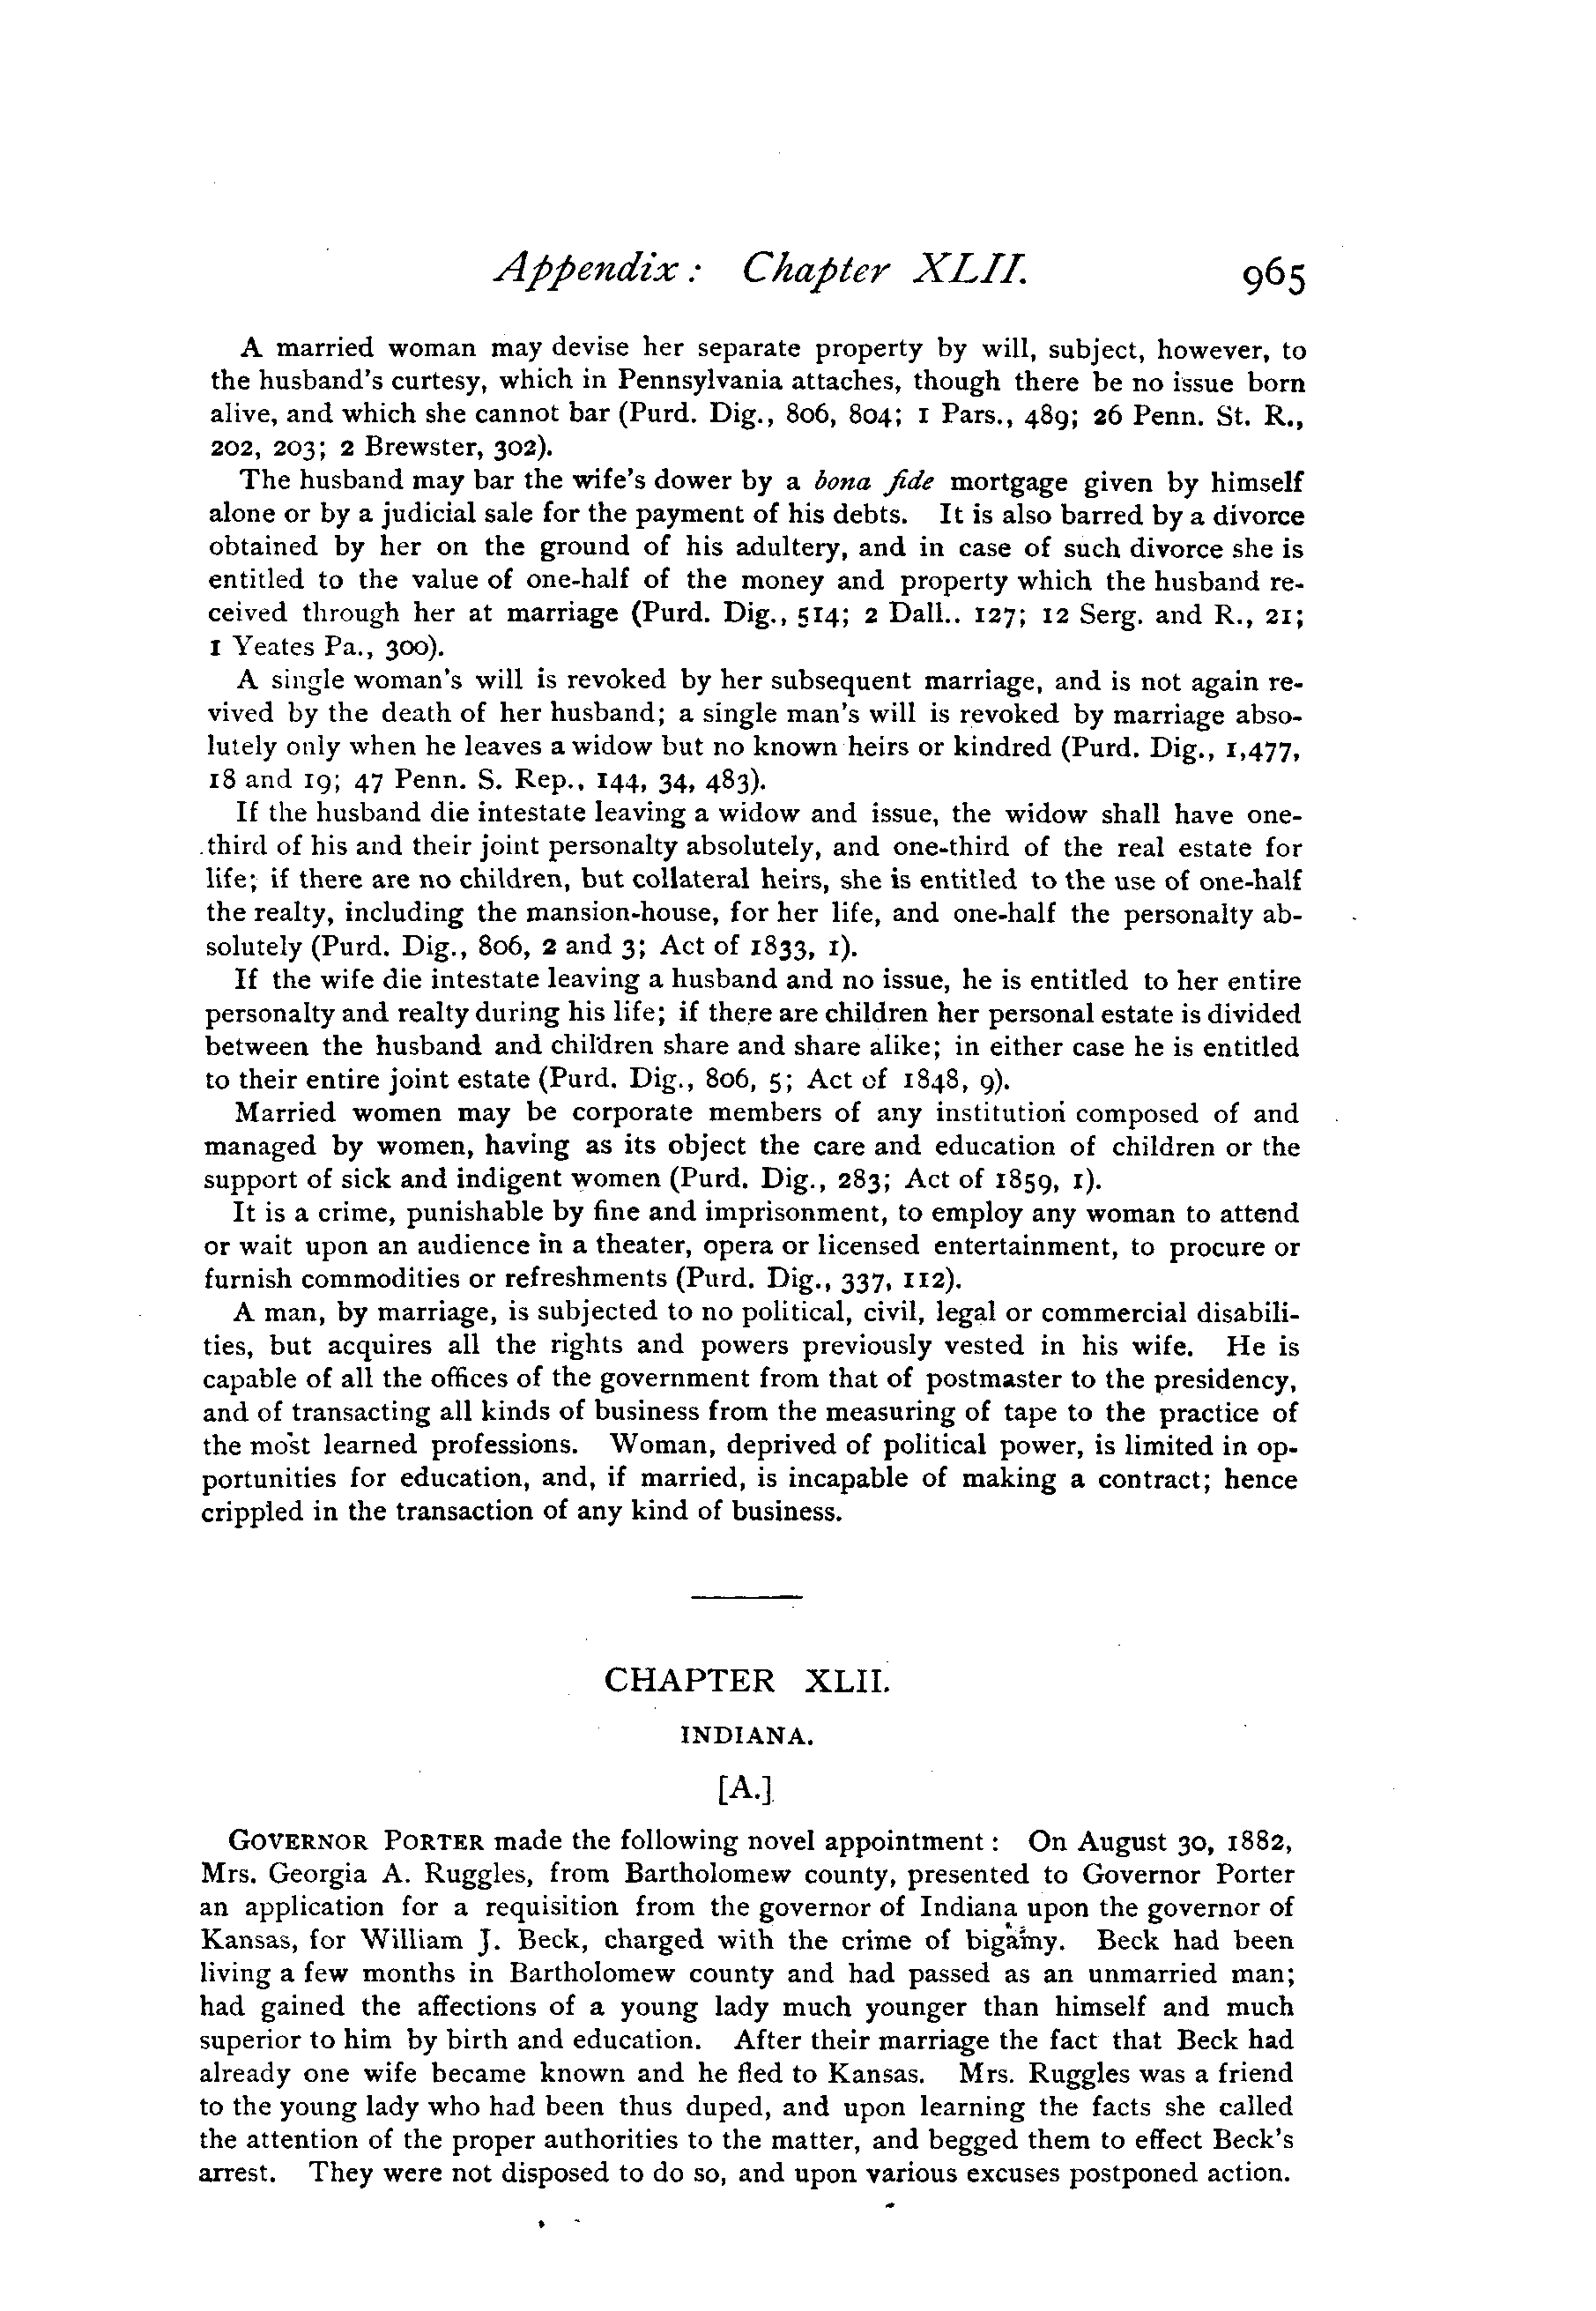 Appendix: Chapter XLII. 965
A married woman may devise her separate property by will, subject, however, to
the husband's curtesy, which in Pennsylvania attaches, though there be no issue born
alive, and which she cannot bar (Purd. Dig., 806, 804; 1 Pars., 489; 26 Penn. St. R.,
202, 203; 2 Brewster, 302).
The husband may bar the wife's dower by a bona fide mortgage given by himself
alone or by a judicial sale for the payment of his debts. It is also barred by a divorce
obtained by her on the ground of his adultery, and in case of such divorce she is
entitled to the value of one-half of the money and property which the husband re-
ceived through her at marriage (Purd. Dig., 514; 2 Dall.. 127; 12 Serg. and R., 21;
1 Yeates Pa., 300).
A single woman's will is revoked by her subsequent marriage, and is not again re-
vived by the death of her husband; a single man's will is revoked by marriage abso-
lutely only when he leaves a widow but no known heirs or kindred (Purd. Dig., 1,477,
18 and 19; 47 Penn. S. Rep., 144, 34, 483).
If the husband die intestate leaving a widow and issue, the widow shall have one-
third of his and their joint personalty absolutely, and one-third of the real estate for
life; if there are no children, but collateral heirs, she is entitled to the use of one-half
the realty, including the mansion-house, for her life, and one-half the personalty ab-
solutely (Purd. Dig., 806, 2 and 3; Act of 1833, 1).
If the wife die intestate leaving a husband and no issue, he is entitled to her entire
personalty and realty during his life; if there are children her personal estate is divided
between the husband and children share and share alike; in either case he is entitled
to their entire joint estate (Purd. Dig., 806, 5; Act of 1848, 9).
Married women may be corporate members of any institution composed of and
managed by women, having as its object the care and education of children or the
support of sick and indigent women (Purd. Dig., 283; Act of 1859, 1).
It is a crime, punishable by fine and imprisonment, to employ any woman to attend
or wait upon an audience in a theater, opera or licensed entertainment, to procure or
furnish commodities or refreshments (Purd. Dig., 337, 112).
A man, by marriage, is subjected to no political, civil, legal or commercial disabili-
ties, but acquires all the rights and powers previously vested in his wife. He is
capable of all the offices of the government from that of postmaster to the presidency,
and of transacting all kinds of business from the measuring of tape to the practice of
the most learned professions. Woman, deprived of political power, is limited in op-
portunities for education, and, if married, is incapable of making a contract; hence
crippled in the transaction of any kind of business.
CHAPTER XLII.
INDIANA.
[A.]
GOVERNOR PORTER made the following novel appointment: On August 30, 1882,
Mrs. Georgia A. Ruggles, from Bartholomew county, presented to Governor Porter
an application for a requisition from the governor of Indiana upon the governor of
Kansas, for William J. Beck, charged with the crime of bigamy. Beck had been
living a few months in Bartholomew county and had passed as an unmarried man;
had gained the affections of a young lady much younger than himself and much
superior to him by birth and education. After their marriage the fact that Beck had
already one wife became known and he fled to Kansas. Mrs. Ruggles was a friend
to the young lady who had been thus duped, and upon learning the facts she called
the attention of the proper authorities to the matter, and begged them to effect Beck's
arrest. They were not disposed to do so, and upon various excuses postponed action.